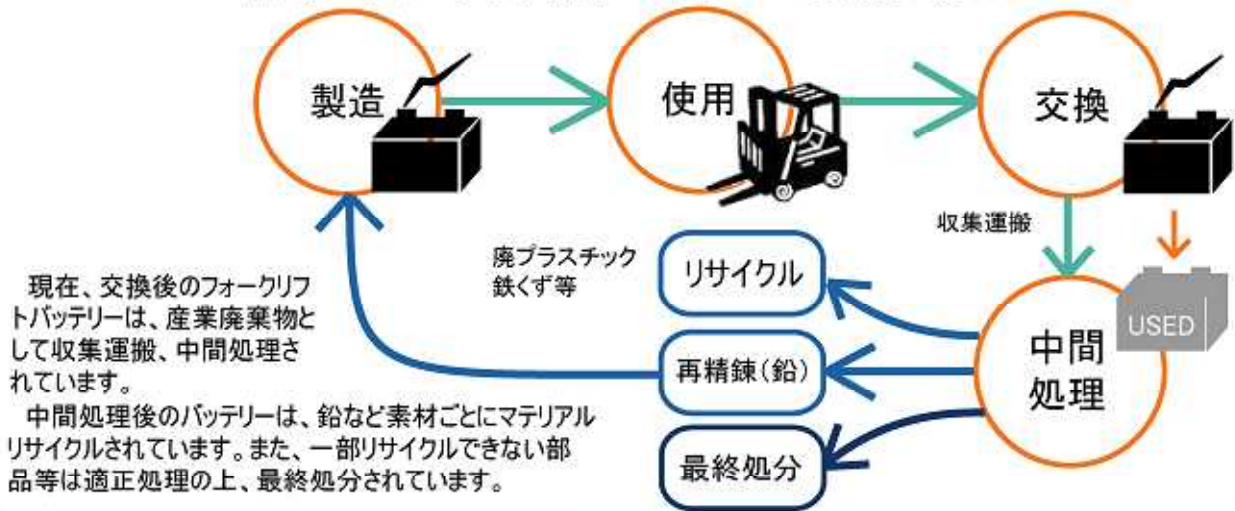 製造
使用
交換
収集運搬
廃プラスチック
鉄くず等
リサイクル
USED
中間
処理
再精錬(鉛)
最終処分
現在、交換後のフォークリフ
トバッテリーは、産業廃棄物と
して収集運搬、中間処理さ
れています。
中間処理後のバッテリーは、鉛など素材ごとにマテリアル
リサイクルされています。また、一部リサイクルできない部
品等は適正処理の上、最終処分されています。